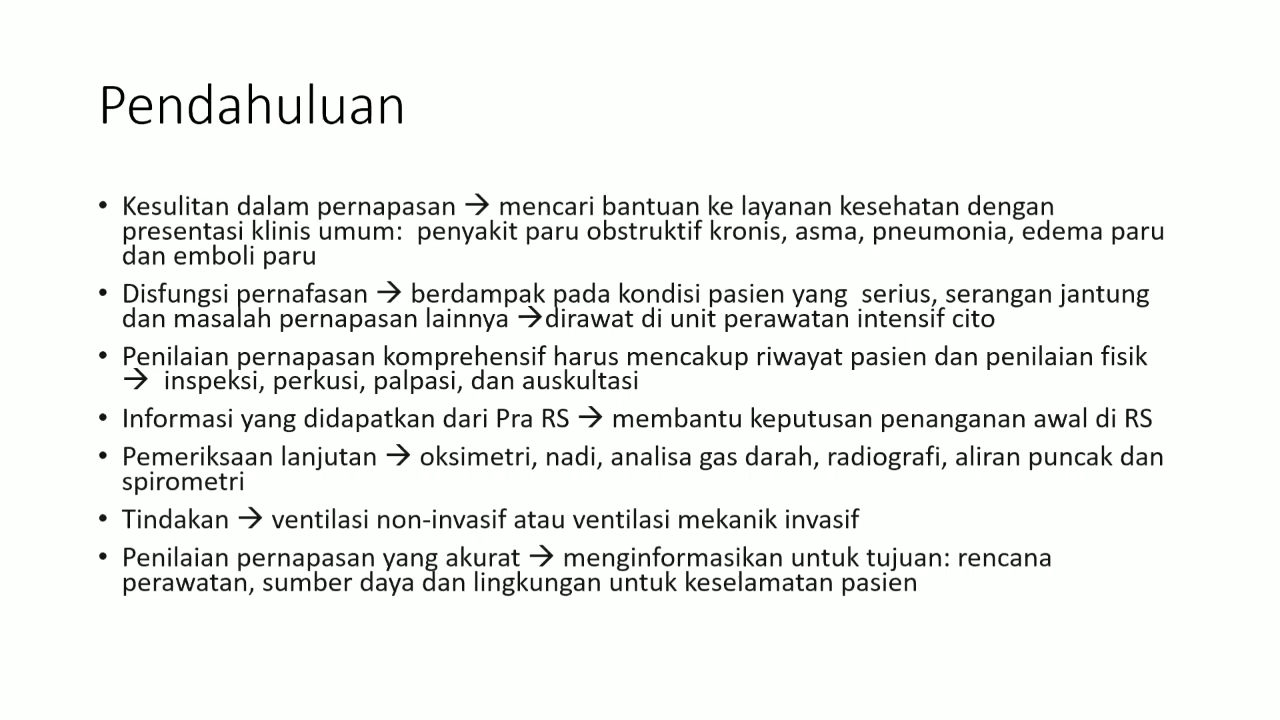 Pendahuluan
• Kesulitan dalam pernapasan → mencari bantuan ke layanan kesehatan dengan
presentasi klinis umum:  penyakit paru obstruktif kronis, asma, pneumonia, edema paru
dan emboli paru
• Disfungsi pernafasan → berdampak pada kondisi pasien yang  serius, serangan jantung
dan masalah pernapasan lainnya →dirawat di unit perawatan intensif cito
• Penilaian pernapasan komprehensif harus mencakup riwayat pasien dan penilaian fisik
→  inspeksi, perkusi, palpasi, dan auskultasi
• Informasi yang didapatkan dari Pra RS → membantu keputusan penanganan awal di RS
• Pemeriksaan lanjutan → oksimetri, nadi, analisa gas darah, radiografi, aliran puncak dan
spirometri
• Tindakan → ventilasi non-invasif atau ventilasi mekanik invasif
• Penilaian pernapasan yang akurat → menginformasikan untuk tujuan: rencana
perawatan, sumber daya dan lingkungan untuk keselamatan pasien